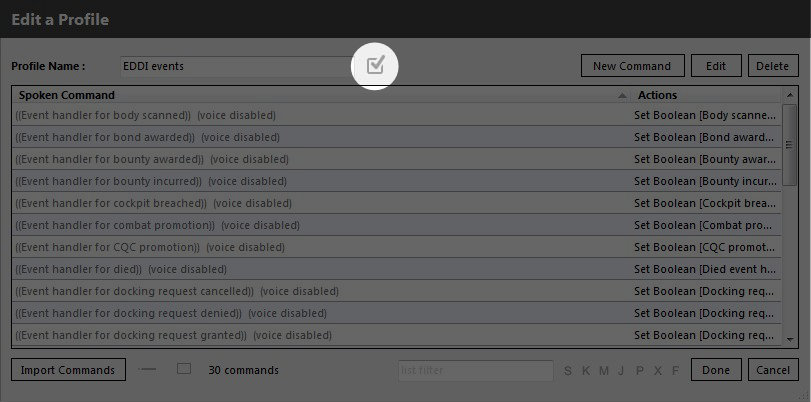 Edit a Profile
Profile Name : EDDI events New Command Edit Delete
Spoken Command Actions
((Event handler for body scanned)) (voice disabled) Set Boolean [Body scanne...
((Event handler for bond awarded)) (voice disabled) Set Boolean [Bond award...
((Event handler for bounty awarded)) (voice disabled) Set Boolean [Bounty awar...
((Event handler for bounty incurred)) (voice disabled) Set Boolean [Bounty incur...
((Event handler for cockpit breached)) (voice disabled) Set Boolean [Cockpit brea...
((Event handler for combat promotion)) (voice disabled) Set Boolean [Combat pro...
((Event handler for CQC promotion)) (voice disabled) Set Boolean [CQC promot...
((Event handler for died)) (voice disabled) Set Boolean [Died event h...
((Event handler for docking request cancelled)) (voice disabled) Set Boolean [Docking req...
((Event handler for docking request denied)) (voice disabled) Set Boolean [Docking req...
((Event handler for docking request granted)) (voice disabled) Set Boolean [Docking req...
Import Commands 30 commands list filter S K M J P X F Done Cancel